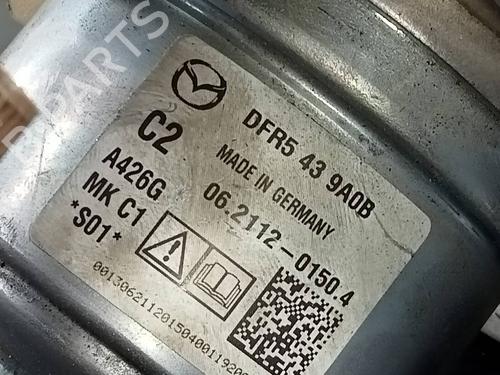 DFR5 43 9A0B
C2
MADE IN GERMANY
A426G
06.2112-0150.4
MK C1
*S01*